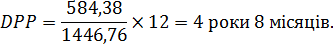 DPP = 584,38 / 1446,76 × 12 = 4 роки 8 місяців.